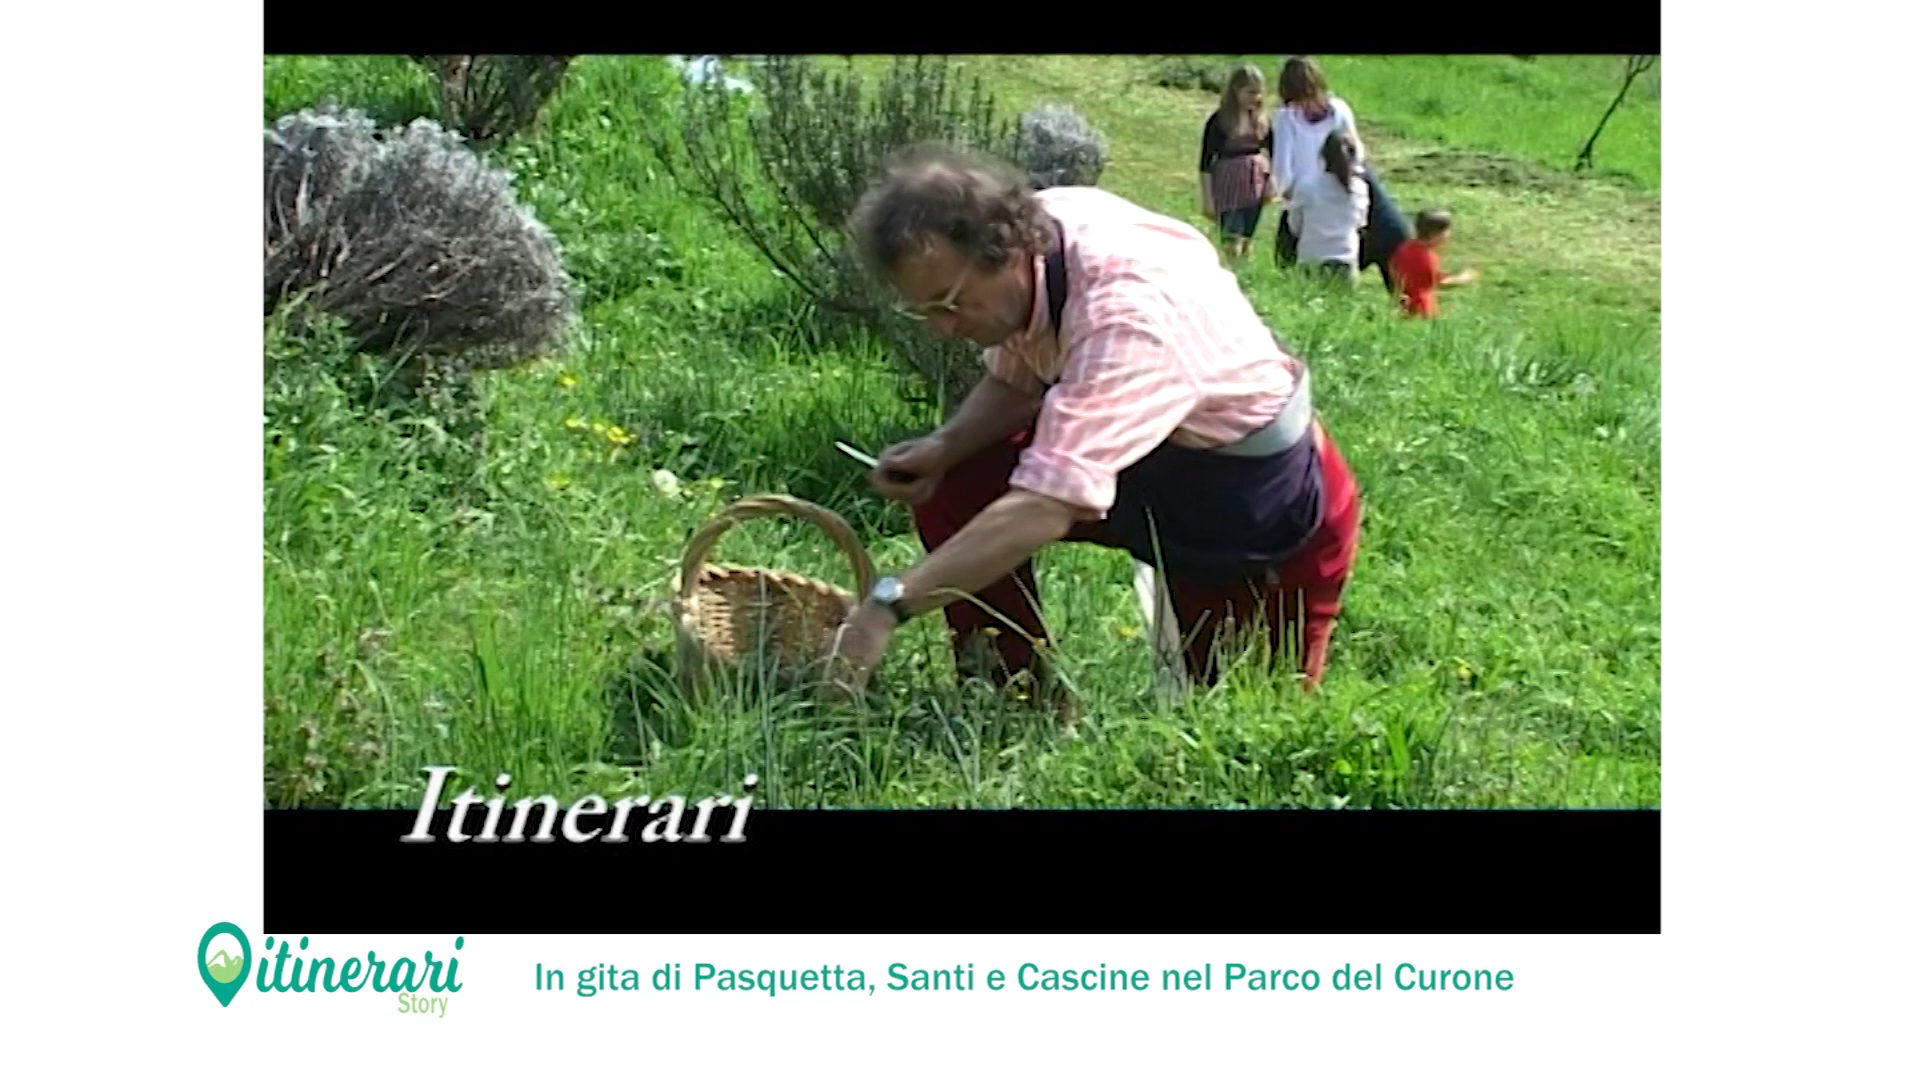 Itinerari
itinerari
Story
In gita di Pasquetta, Santi e Cascine nel Parco del Curone